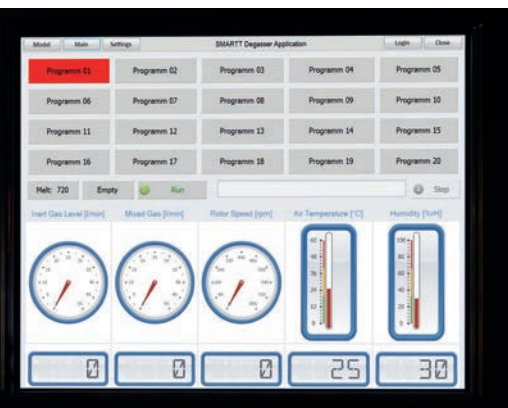 Model Main Settings SMARTT Degasser Application Login Close
Programm 01 Programm 02 Programm 03 Programm 04 Programm 05
Programm 06 Programm 07 Programm 08 Programm 09 Programm 10
Programm 11 Programm 12 Programm 13 Programm 14 Programm 15
Programm 16 Programm 17 Programm 18 Programm 19 Programm 20
Melt: 720 Empty Run Stop
Inert Gas Level [l/min] Mixed Gas [l/min] Rotor Speed [rpm] Air Temperature [°C] Humidity [%rH]
0 0 0 25 30